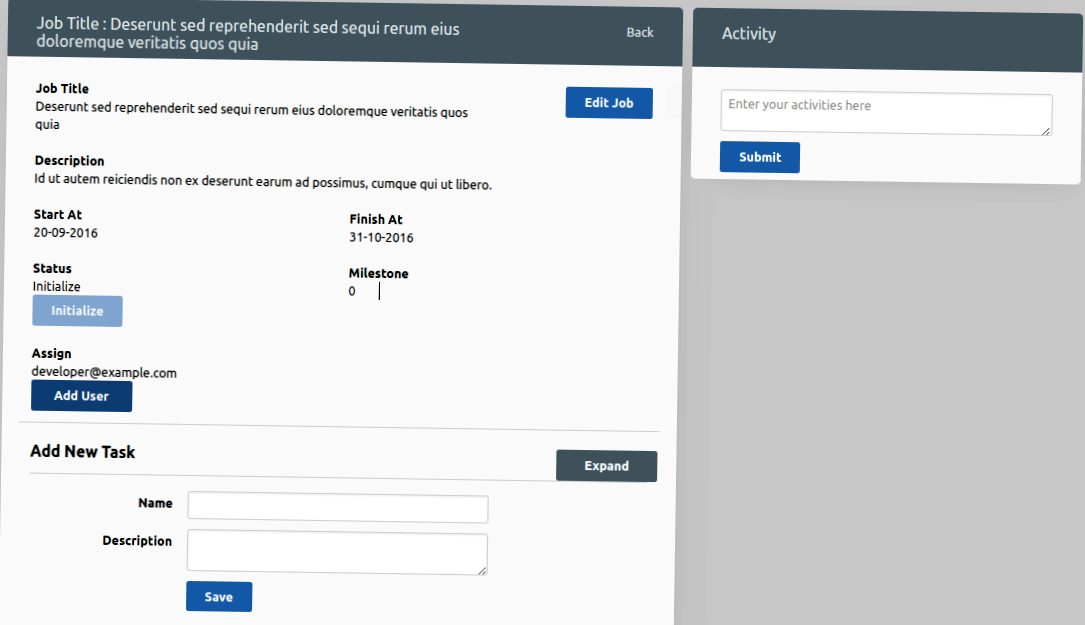 Job Title : Deserunt sed reprehenderit sed sequi rerum eius
doloremque veritatis quos quia
Back
Job Title
Deserunt sed reprehenderit sed sequi rerum eius doloremque veritatis quos
quia
Edit Job
Description
Id ut autem reiciendis non ex deserunt earum ad possimus, cumque qui ut libero.
Start At
20-09-2016
Finish At
31-10-2016
Status
Initialize
Initialize
Milestone
0
Assign
developer@example.com
Add User
Add New Task
Expand
Name
Description
Save
Activity
Enter your activities here
Submit